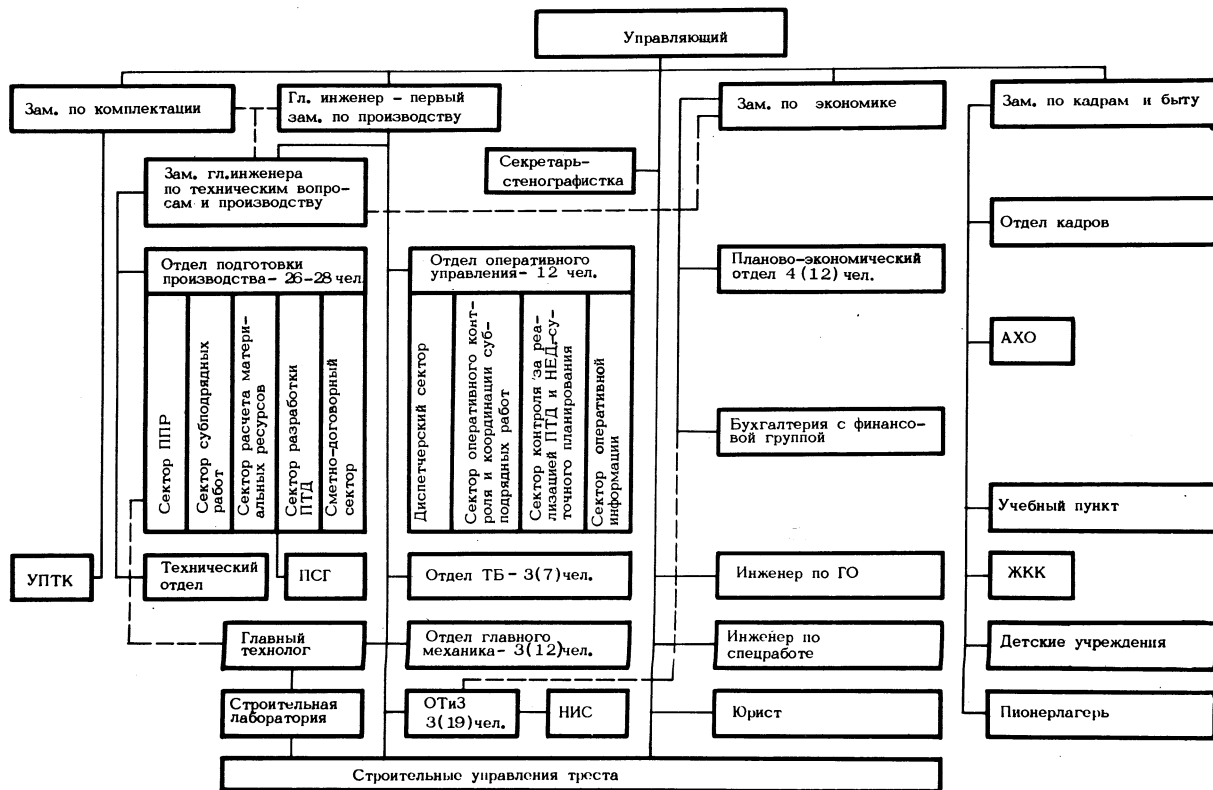 Управляющий
Зам. по комплектации
Гл. инженер – первый
зам. по производству
Зам. по экономике
Зам. по кадрам и быту
Зам. гл.инженера
по техническим вопро-
сам и производству
Секретарь-
стенографистка
Отдел кадров
Отдел подготовки
производства– 26–28 чел.
Отдел оперативного
управления– 12 чел.
Планово-экономический
отдел 4(12) чел.
Сектор ППР
Сектор субподрядных
работ
Сектор расчета матери-
альных ресурсов
Сектор разработки
ПТД
Сметно-договорный
сектор
Диспетчерский сектор
Сектор оперативного конт-
роля и координации суб-
подрядных работ
Сектор контроля за реа-
лизацией ПТД и НЕД,су-
точного планирования
Сектор оперативной
информации
АХО
Бухгалтерия с финансо-
вой группой
Учебный пункт
УПТК
Технический
отдел
ПСГ
Отдел ТБ – 3(7) чел.
Инженер по ГО
ЖКК
Главный
технолог
Отдел главного
механика– 3(12)чел.
Инженер по
спецработе
Детские учреждения
Строительная
лаборатория
ОТиЗ
3(19)чел.
НИС
Юрист
Пионерлагерь
Строительные управления треста